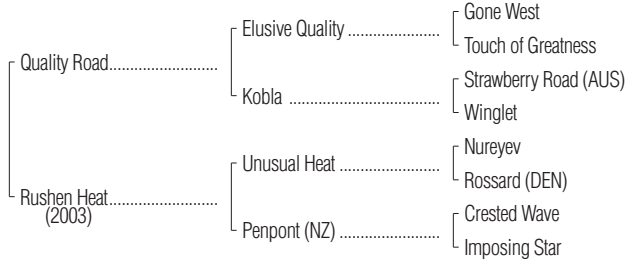 Gone West
Elusive Quality
Touch of Greatness
Quality Road
Strawberry Road (AUS)
Kobla
Winglet
Nureyev
Unusual Heat
Rossard (DEN)
Rushen Heat
(2003)
Crested Wave
Penpont (NZ)
Imposing Star